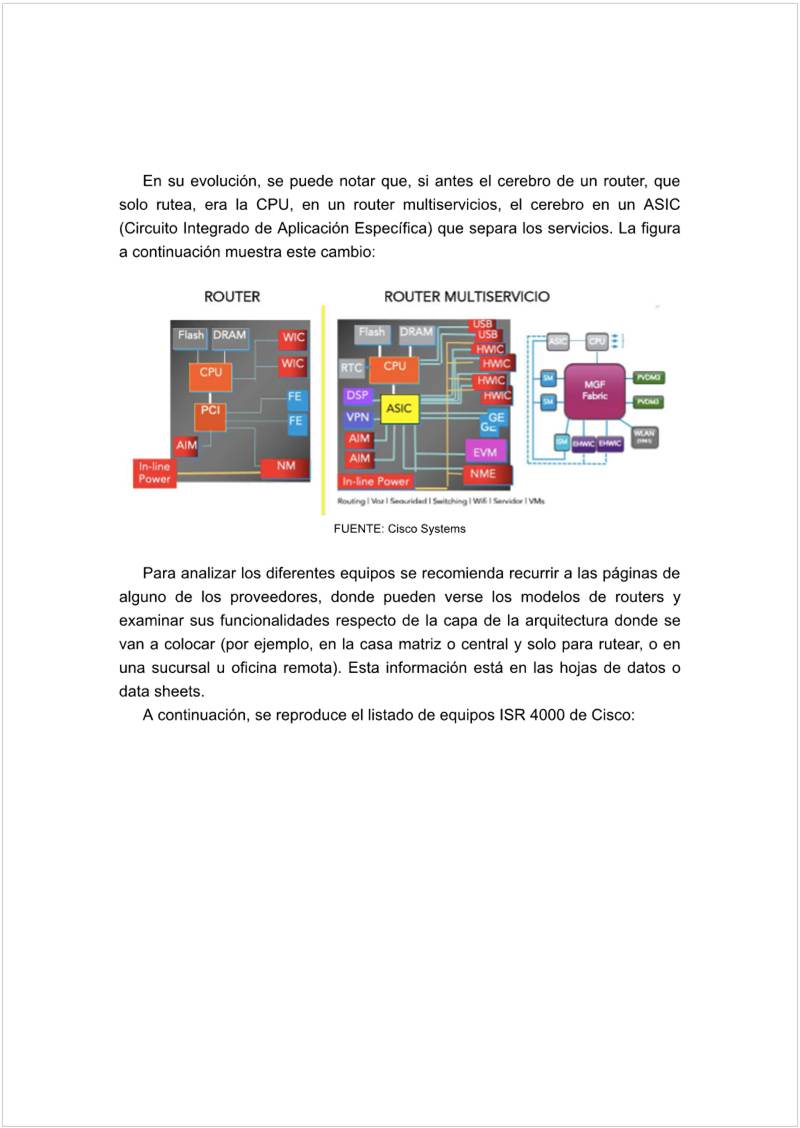 En su evolución, se puede notar que, si antes el cerebro de un router, que
solo rutea, era la CPU, en un router multiservicios, el cerebro en un ASIC
(Circuito Integrado de Aplicación Específica) que separa los servicios. La figura
a continuación muestra este cambio:
ROUTER
Flash DRAM
WIC
CPU
WIC
PCI
FE
FE
AIM
In-line
Power
NM
ROUTER MULTISERVICIO
Flash DRAM
USB
USB
HWIC
RTC CPU
HWIC
HWIC
DSP
HWIC
ASIC
VPN
GE
GE
AIM
EVM
AIM
NME
In-line Power
Routing | Voz | Seguridad | Switching | Wifi | Servidor | VMs
ASIC CPU
SM
MGF
Fabric
PVDM3
SM
PVDM3
ISM EHWIC EHWIC
WLAN
(1941)
FUENTE: Cisco Systems
Para analizar los diferentes equipos se recomienda recurrir a las páginas de
alguno de los proveedores, donde pueden verse los modelos de routers y
examinar sus funcionalidades respecto de la capa de la arquitectura donde se
van a colocar (por ejemplo, en la casa matriz o central y solo para rutear, o en
una sucursal u oficina remota). Esta información está en las hojas de datos o
data sheets.
A continuación, se reproduce el listado de equipos ISR 4000 de Cisco: